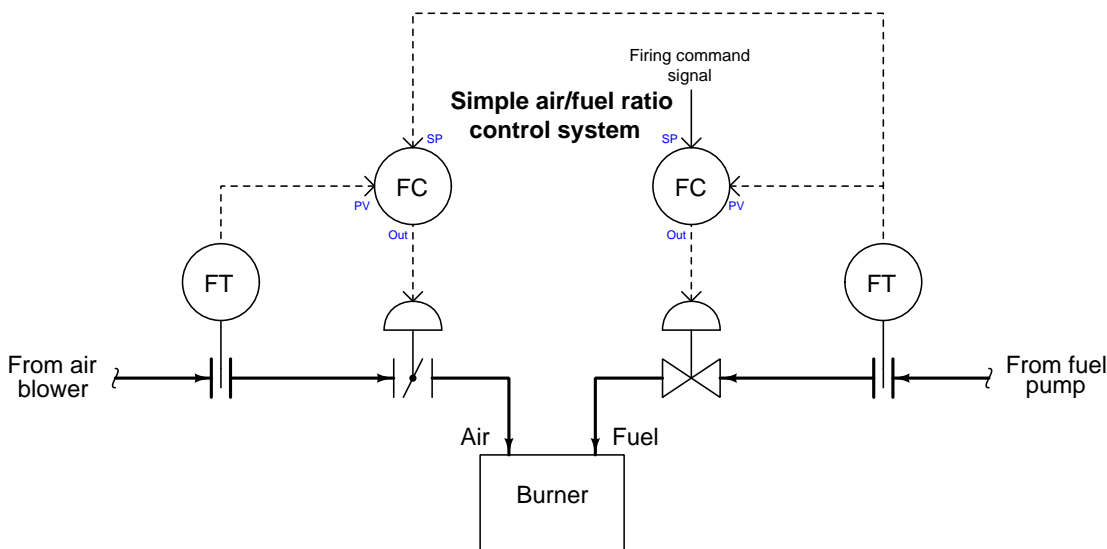 Firing command
signal
Simple air/fuel ratio
control system
SP
SP
FC
FC
PV
PV
Out
Out
FT
FT
From air
blower
From fuel
pump
Air
Fuel
Burner